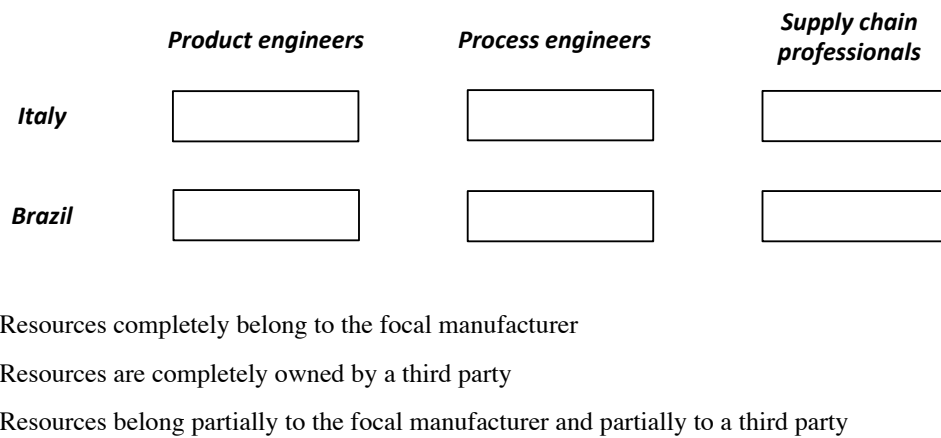 Product engineers Process engineers Supply chain professionals
Italy
Brazil
Resources completely belong to the focal manufacturer
Resources are completely owned by a third party
Resources belong partially to the focal manufacturer and partially to a third party